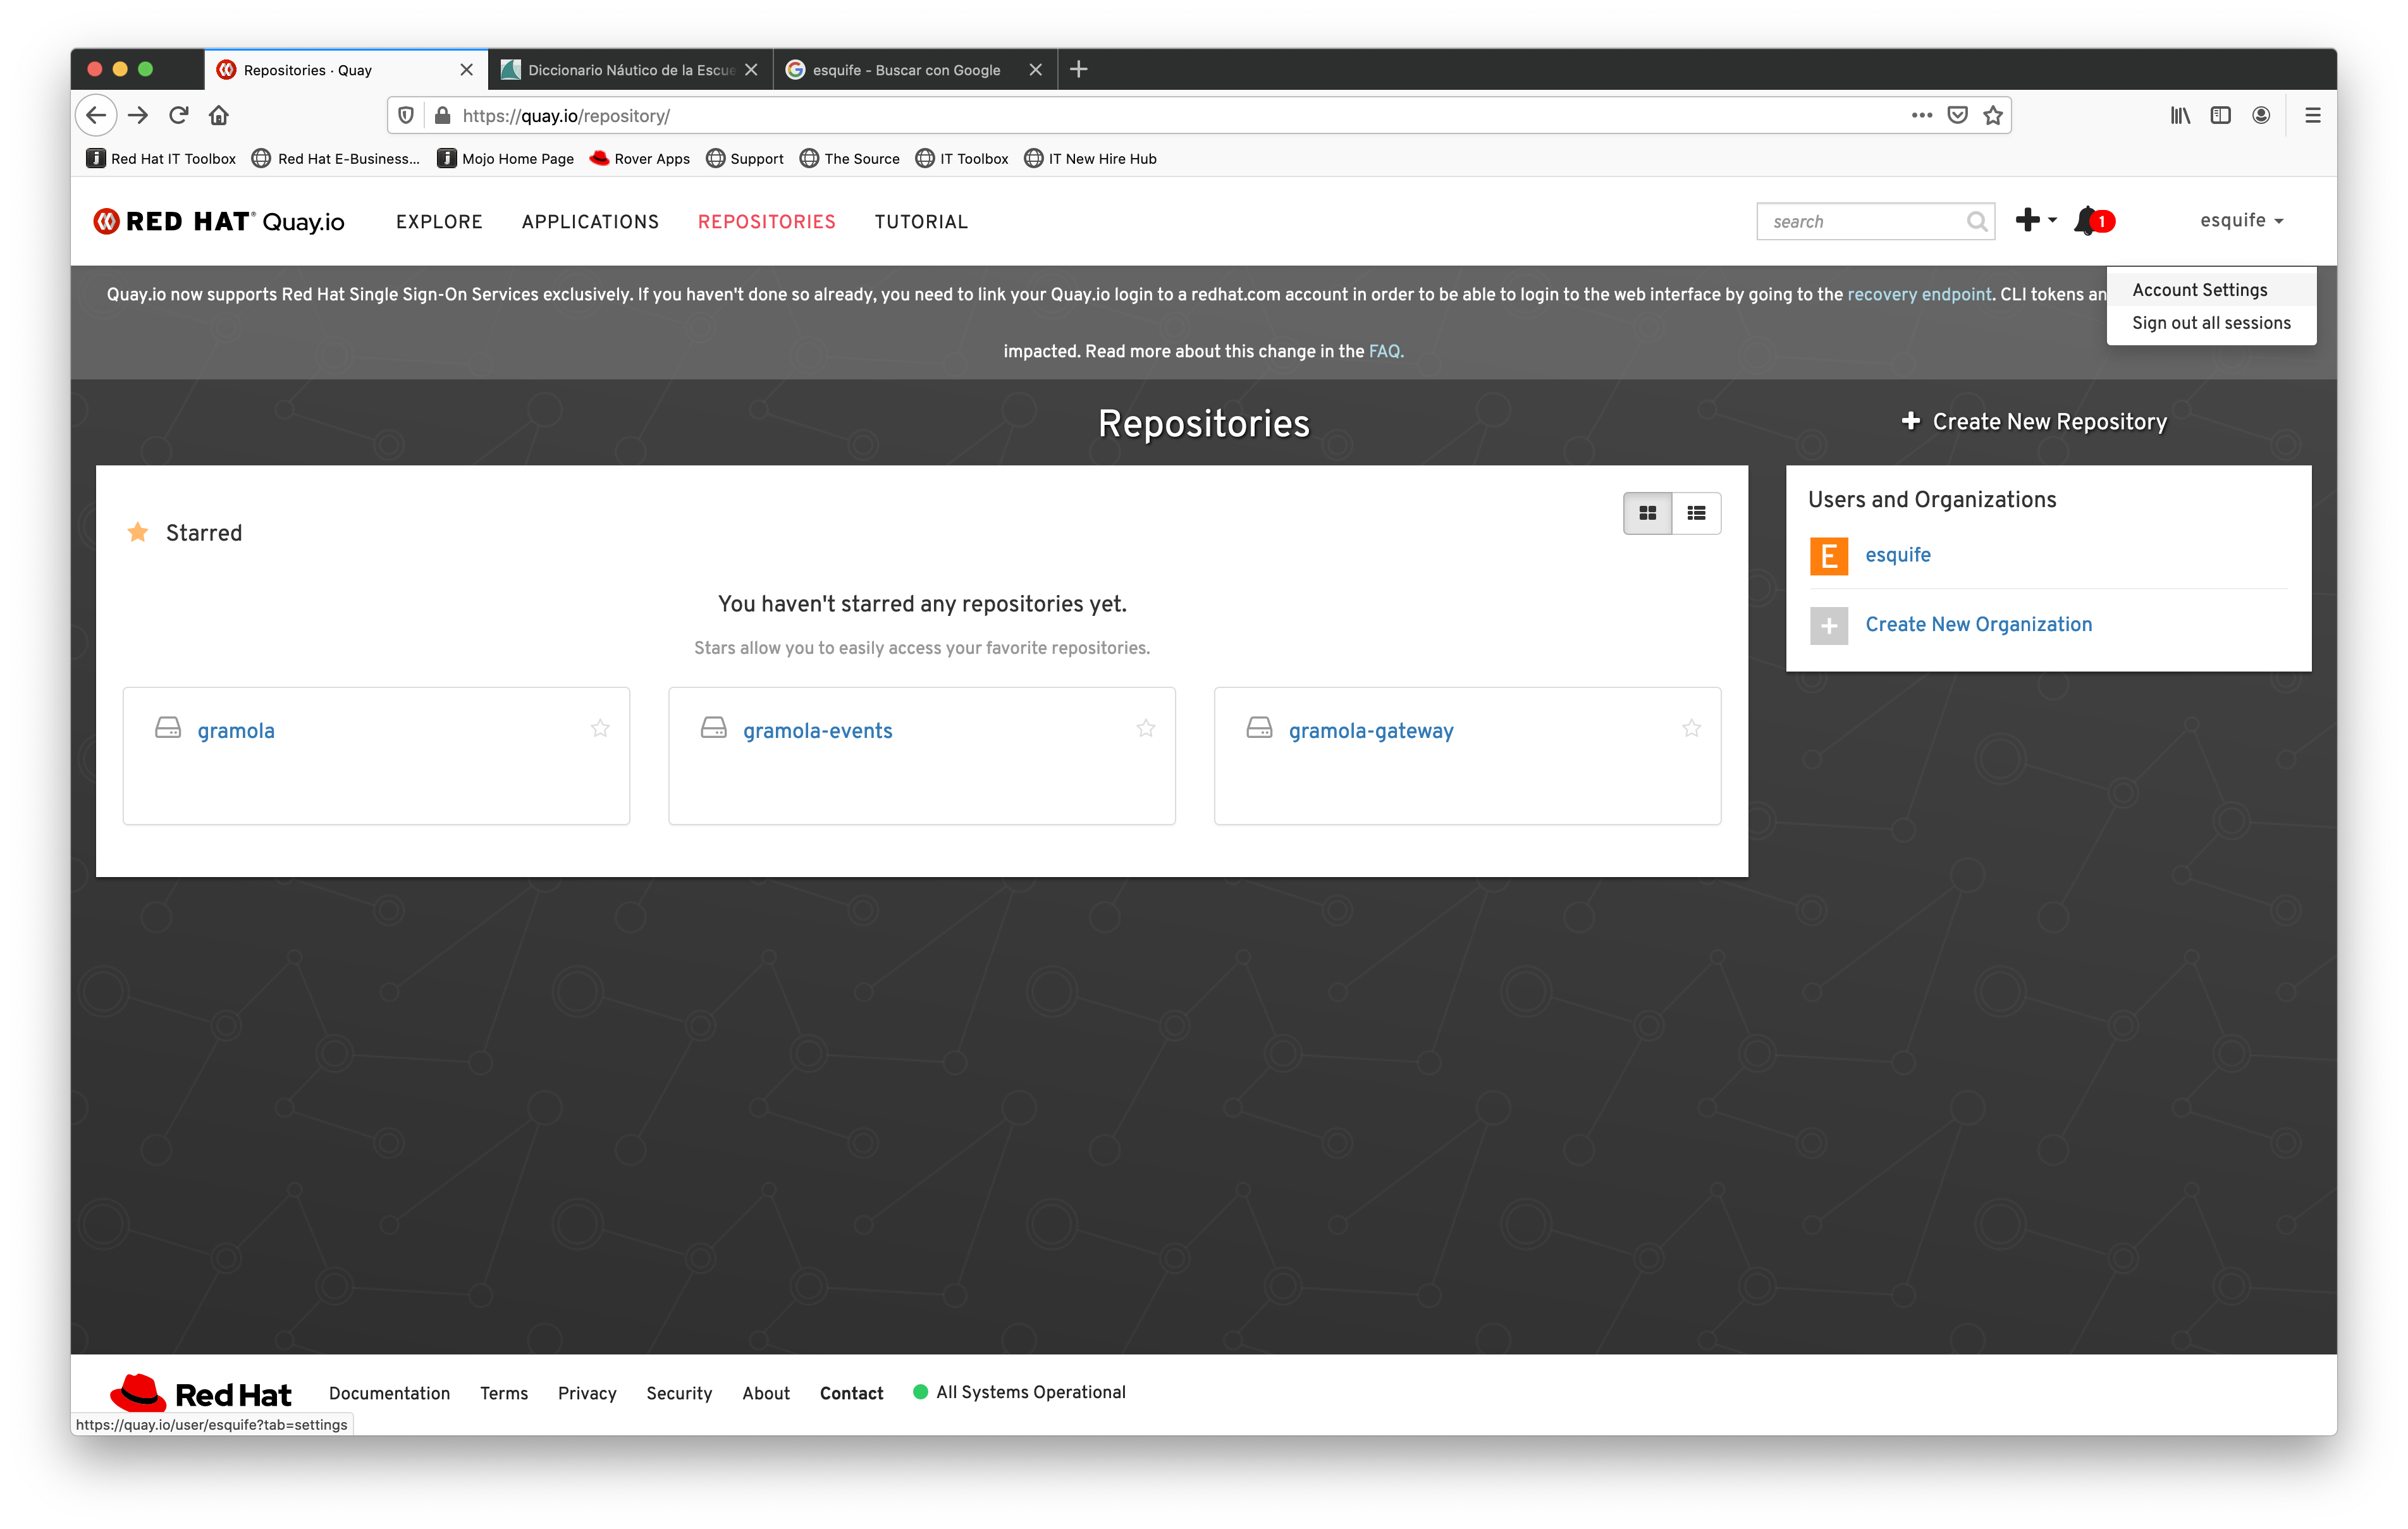 Repositories · Quay
Diccionario Náutico de la Escue
esquife - Buscar con Google
https://quay.io/repository/
Red Hat IT Toolbox
Red Hat E-Business...
Mojo Home Page
Rover Apps
Support
The Source
IT Toolbox
IT New Hire Hub
RED HAT® Quay.io
EXPLORE
APPLICATIONS
REPOSITORIES
TUTORIAL
search
1
esquife
Account Settings
Sign out all sessions
Quay.io now supports Red Hat Single Sign-On Services exclusively. If you haven't done so already, you need to link your Quay.io login to a redhat.com account in order to be able to login to the web interface by going to the recovery endpoint. CLI tokens an
impacted. Read more about this change in the FAQ.
Repositories
Create New Repository
Starred
You haven't starred any repositories yet.
Stars allow you to easily access your favorite repositories.
gramola
gramola-events
gramola-gateway
Users and Organizations
E esquife
Create New Organization
Red Hat
Documentation
Terms
Privacy
Security
About
Contact
All Systems Operational
https://quay.io/user/esquife?tab=settings